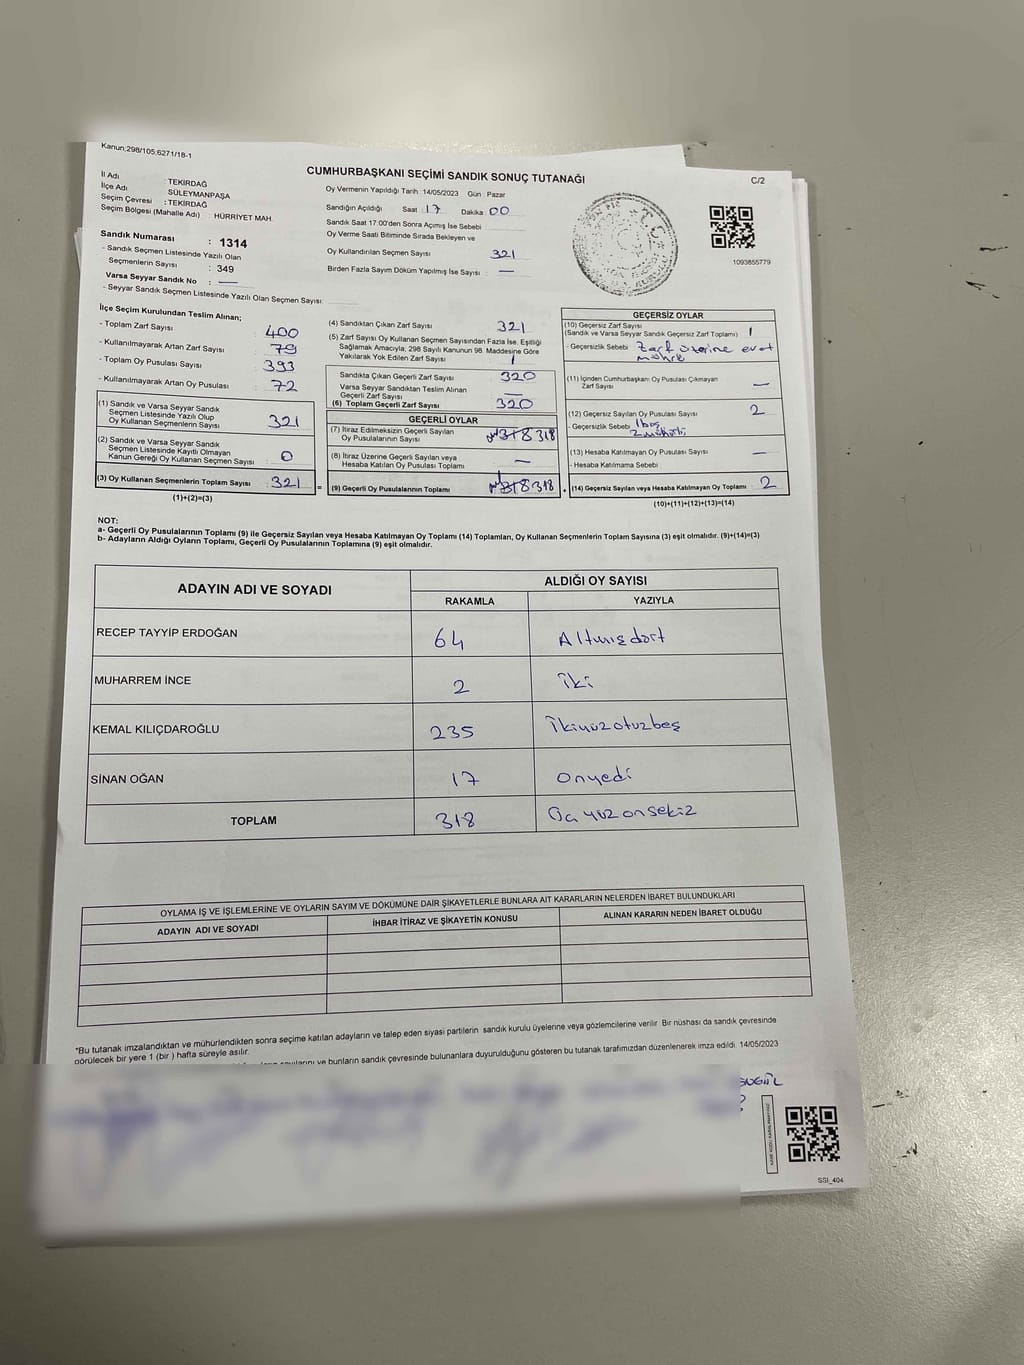 Kanun;298/105,6271/18-1
CUMHURBAŞKANI SEÇİMİ SANDIK SONUÇ TUTANAĞI
C/2
İl Adı : TEKİRDAĞ
İlçe Adı : SÜLEYMANPAŞA
Seçim Çevresi : TEKİRDAĞ
Seçim Bölgesi (Mahalle Adı) : HÜRRİYET MAH
Sandık Numarası : 1314
- Sandık Seçmen Listesinde Yazılı Olan
Seçmenlerin Sayısı : 349
Varsa Seyyar Sandık No : —
- Seyyar Sandık Seçmen Listesinde Yazılı Olan Seçmen Sayısı:
Oy Vermenin Yapıldığı Tarih : 14/05/2023 Gün : Pazar
Sandığın Açıldığı Saat : 17 Dakika : 00
Sandık Saat 17:00'den Sonra Açılmış İse Sebebi
Oy Verme Saati Bitiminde Sırada Bekleyen ve
Oy Kullandırılan Seçmen Sayısı 321
Birden Fazla Sayım Döküm Yapılmış İse Sayısı : —
T.C.
1093855779
İlçe Seçim Kurulundan Teslim Alınan;
- Toplam Zarf Sayısı : 400
- Kullanılmayarak Artan Zarf Sayısı : 79
- Toplam Oy Pusulası Sayısı : 393
- Kullanılmayarak Artan Oy Pusulası : 72
(1) Sandık ve Varsa Seyyar Sandık
Seçmen Listesinde Yazılı Olup
Oy Kullanan Seçmenlerin Sayısı : 321
(2) Sandık ve Varsa Seyyar Sandık
Seçmen Listesinde Kayıtlı Olmayan
Kanun Gereği Oy Kullanan Seçmen Sayısı : 0
(3) Oy Kullanan Seçmenlerin Toplam Sayısı : 321
(1)+(2)=(3)
(4) Sandıktan Çıkan Zarf Sayısı : 321
(5) Zarf Sayısı Oy Kullanan Seçmen Sayısından Fazla İse, Eşitliği
Sağlamak Amacıyla, 298 Sayılı Kanunun 98. Maddesine Göre
Yakılarak Yok Edilen Zarf Sayısı : 1
Sandıkta Çıkan Geçerli Zarf Sayısı : 320
Varsa Seyyar Sandıktan Teslim Alınan
Geçerli Zarf Sayısı : —
(6) Toplam Geçerli Zarf Sayısı : 320
GEÇERLİ OYLAR
(7) İtiraz Edilmeksizin Geçerli Sayılan
Oy Pusulalarının Sayısı : 318 318
(8) İtiraz Üzerine Geçerli Sayılan veya
Hesaba Katılan Oy Pusulası Toplamı : —
= (9) Geçerli Oy Pusulalarının Toplamı : 318 318
GEÇERSİZ OYLAR
(10) Geçersiz Zarf Sayısı
(Sandık ve Varsa Seyyar Sandık Geçersiz Zarf Toplamı) : 1
- Geçersizlik Sebebi : Zarf üzerine evet
mührü
(11) İçinden Cumhurbaşkanı Oy Pusulası Çıkmayan
Zarf Sayısı : —
(12) Geçersiz Sayılan Oy Pusulası Sayısı : 2
- Geçersizlik Sebebi : 1 boş
2 mühürlü
(13) Hesaba Katılmayan Oy Pusulası Sayısı : —
- Hesaba Katılmama Sebebi
(14) Geçersiz Sayılan veya Hesaba Katılmayan Oy Toplamı : 2
(10)+(11)+(12)+(13)=(14)
NOT:
a- Geçerli Oy Pusulalarının Toplamı (9) ile Geçersiz Sayılan veya Hesaba Katılmayan Oy Toplamı (14) Toplamları, Oy Kullanan Seçmenlerin Toplam Sayısına (3) eşit olmalıdır. (9)+(14)=(3)
b- Adayların Aldığı Oyların Toplamı, Geçerli Oy Pusulalarının Toplamına (9) eşit olmalıdır.
ADAYIN ADI VE SOYADI
ALDIĞI OY SAYISI
RAKAMLA YAZIYLA
RECEP TAYYİP ERDOĞAN 64 Altmışdört
MUHARREM İNCE 2 iki
KEMAL KILIÇDAROĞLU 235 ikiyüzotuzbeş
SİNAN OĞAN 17 onyedi
TOPLAM 318 Üçyüzonsekiz
OYLAMA İŞ VE İŞLEMLERİNE VE OYLARIN SAYIM VE DÖKÜMÜNE DAİR ŞİKAYETLERLE BUNLARA AİT KARARLARIN NELERDEN İBARET BULUNDUKLARI
ADAYIN ADI VE SOYADI İHBAR İTİRAZ VE ŞİKAYETİN KONUSU ALINAN KARARIN NEDEN İBARET OLDUĞU
*Bu tutanak imzalandıktan ve mühürlendikten sonra seçime katılan adayların ve talep eden siyasi partilerin sandık kurulu üyelerine veya gözlemcilerine verilir. Bir nüshası da sandık çevresinde
görülecek bir yere 1 (bir ) hafta süreyle asılır.
ve bunların sandık çevresinde bulunanlara duyurulduğunu gösteren bu tutanak tarafımızdan düzenlenerek imza edildi. 14/05/2023
SSI_404